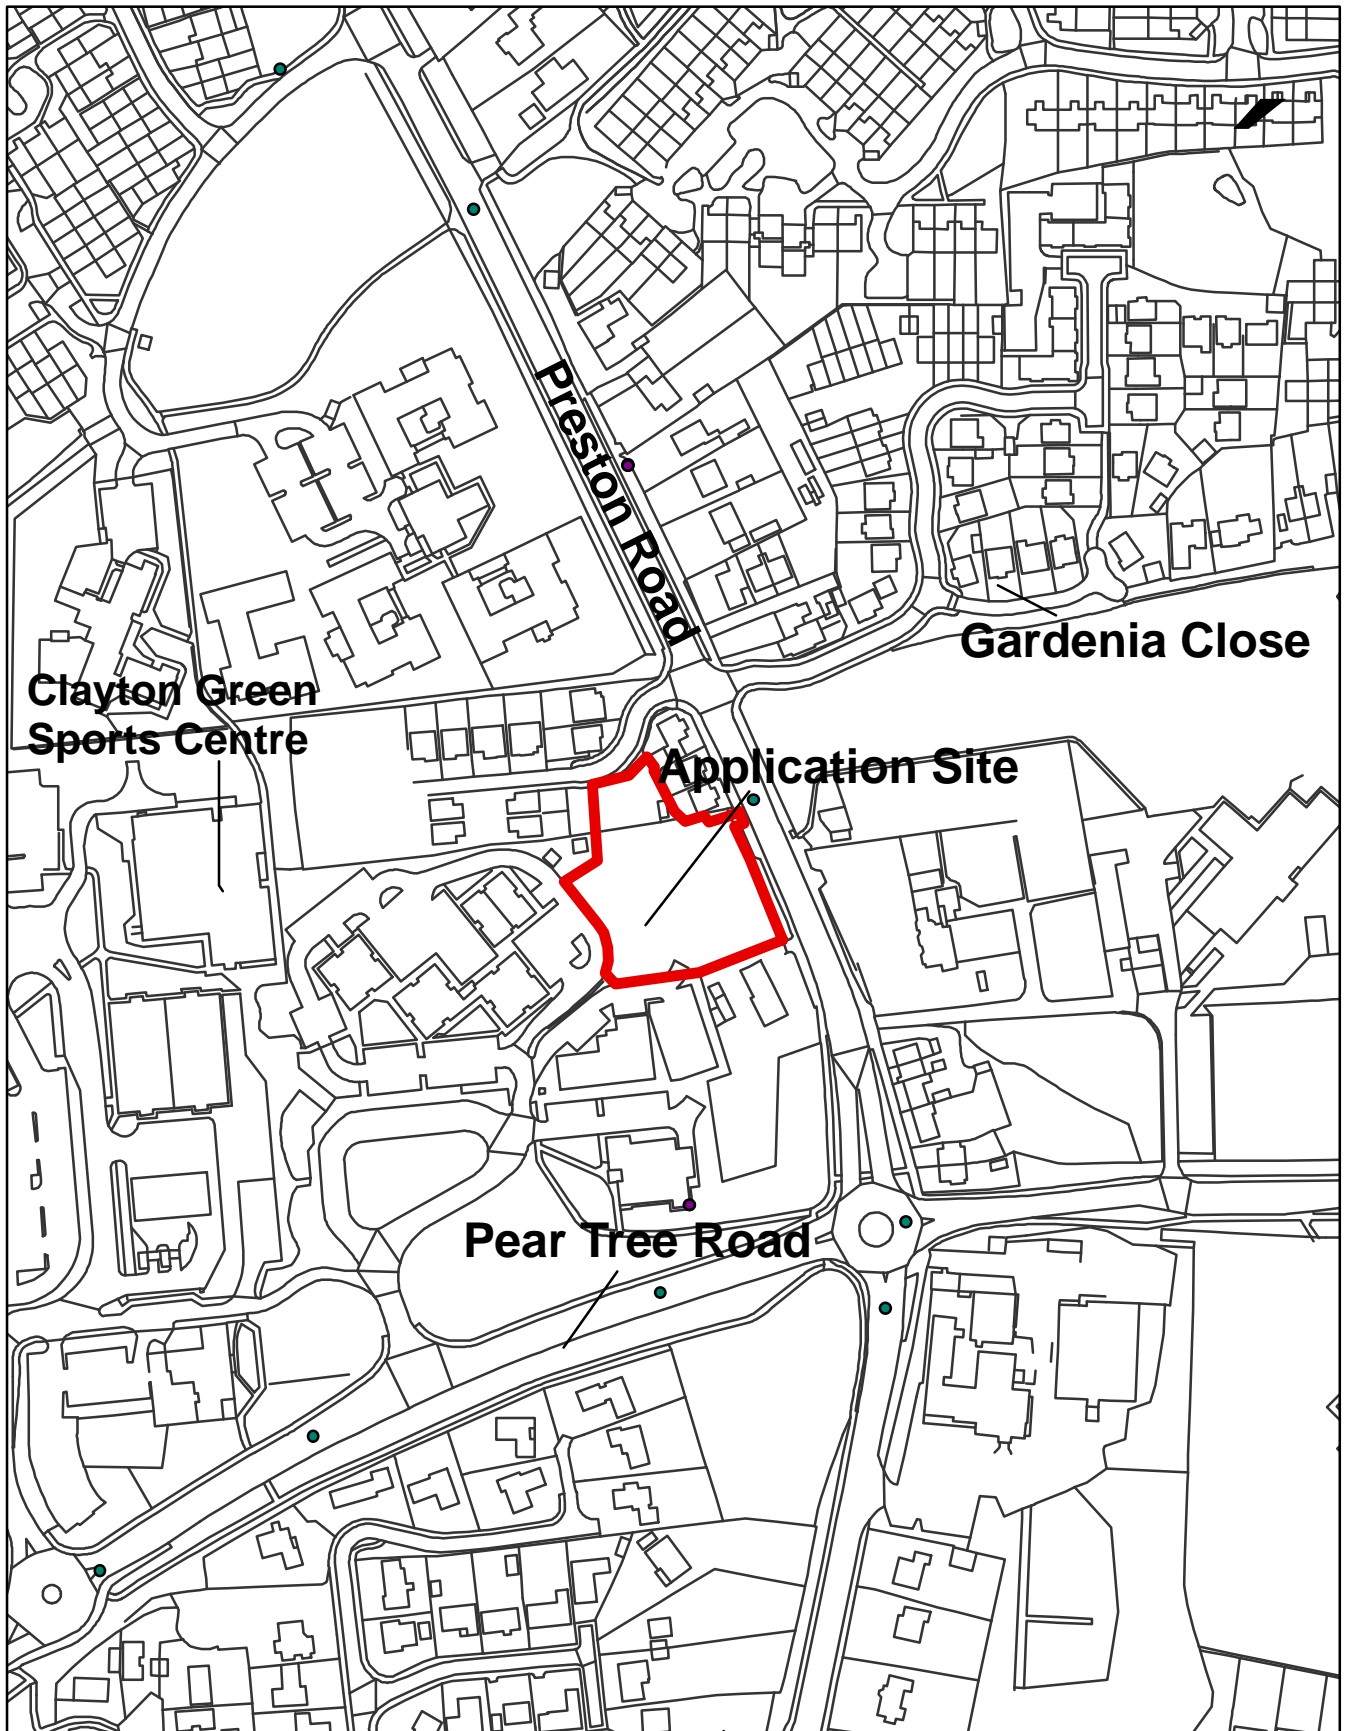 Preston Road
Gardenia Close
Clayton Green
Sports Centre
Application Site
Pear Tree Road